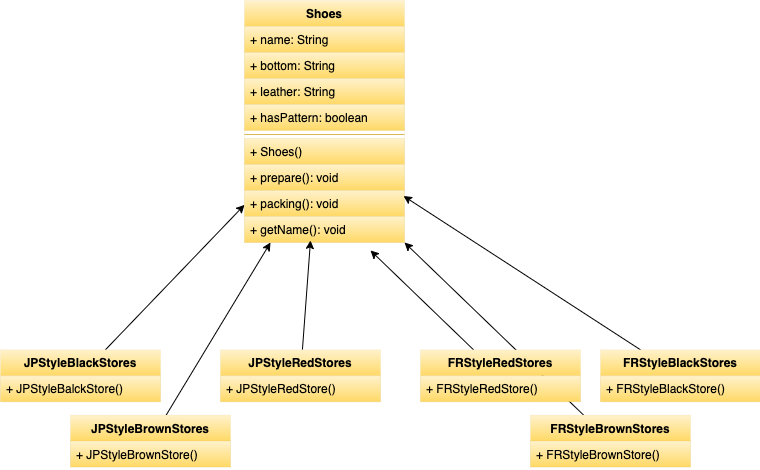 Shoes
+ name: String
+ bottom: String
+ leather: String
+ hasPattern: boolean
+ Shoes()
+ prepare(): void
+ packing(): void
+ getName(): void
JPStyleBlackStores
+ JPStyleBalckStore()
JPStyleRedStores
+ JPStyleRedStore()
FRStyleRedStores
+ FRStyleRedStore()
FRStyleBlackStores
+ FRStyleBlackStore()
JPStyleBrownStores
+ JPStyleBrownStore()
FRStyleBrownStores
+ FRStyleBrownStore()